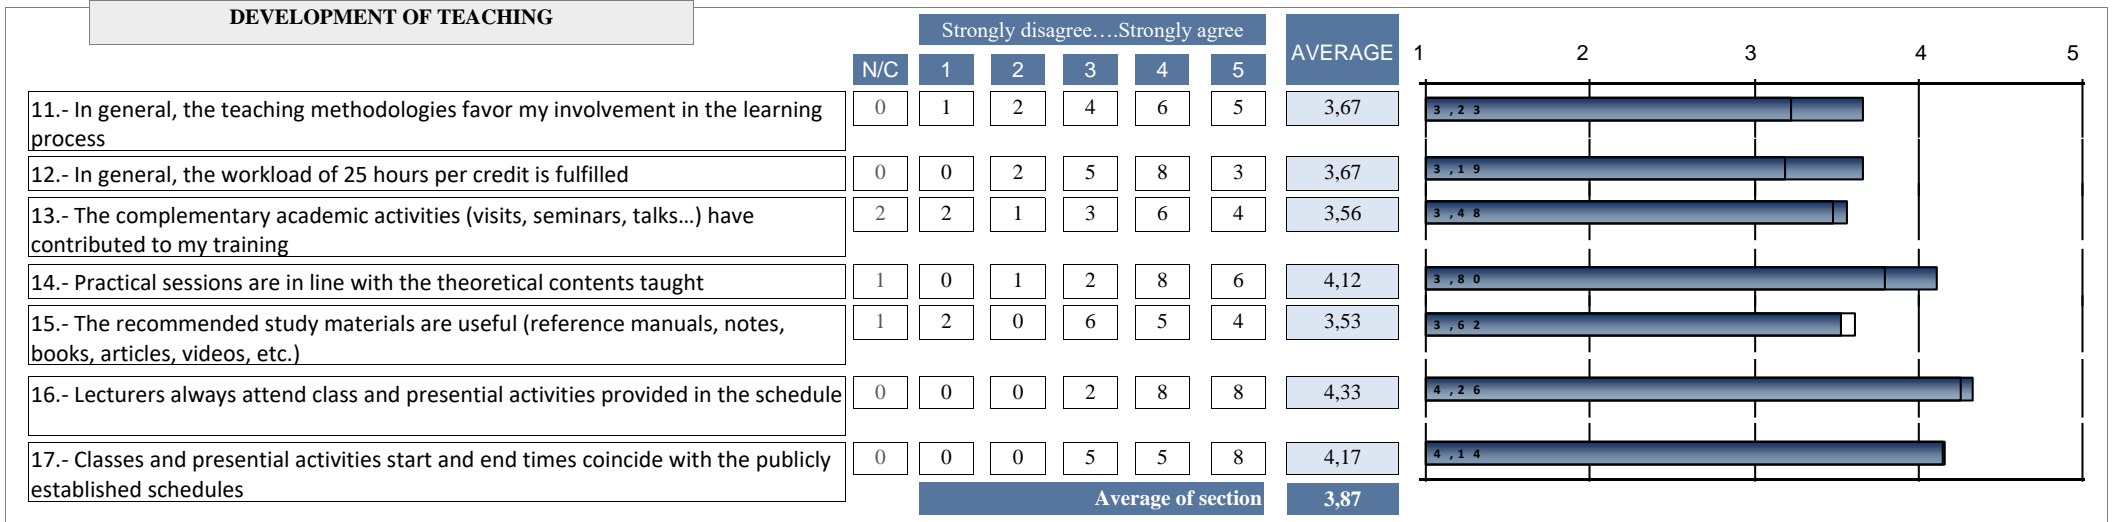 DEVELOPMENT OF TEACHING
Strongly disagree….Strongly agree
AVERAGE
1 2 3 4 5
N/C 1 2 3 4 5
11.- In general, the teaching methodologies favor my involvement in the learning
process
0 1 2 4 6 5 3,67 3,23
12.- In general, the workload of 25 hours per credit is fulfilled 0 0 2 5 8 3 3,67 3,19
13.- The complementary academic activities (visits, seminars, talks…) have
contributed to my training
2 2 1 3 6 4 3,56 3,48
14.- Practical sessions are in line with the theoretical contents taught 1 0 1 2 8 6 4,12 3,80
15.- The recommended study materials are useful (reference manuals, notes,
books, articles, videos, etc.)
1 2 0 6 5 4 3,53 3,62
16.- Lecturers always attend class and presential activities provided in the schedule 0 0 0 2 8 8 4,33 4,26
17.- Classes and presential activities start and end times coincide with the publicly
established schedules
0 0 0 5 5 8 4,17 4,14
Average of section 3,87